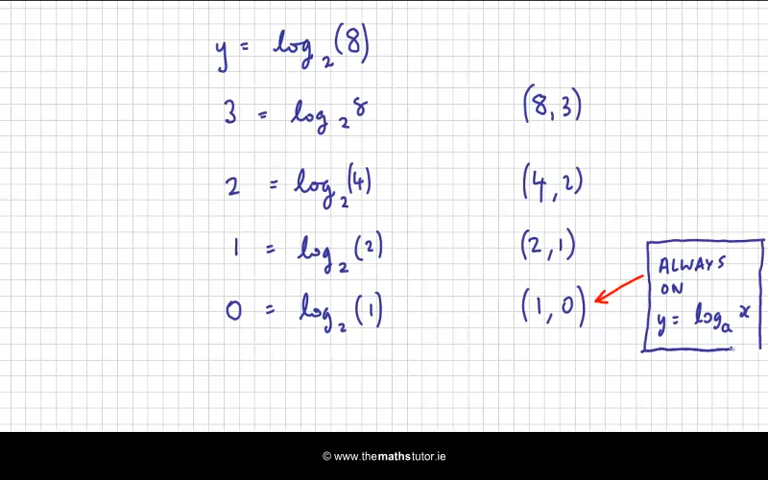 y = log₂(8)
3 = log₂8 (8,3)
2 = log₂(4) (4,2)
1 = log₂(2) (2,1)
0 = log₂(1) (1,0)
ALWAYS
ON
y = logₐx
© www.themathstutor.ie